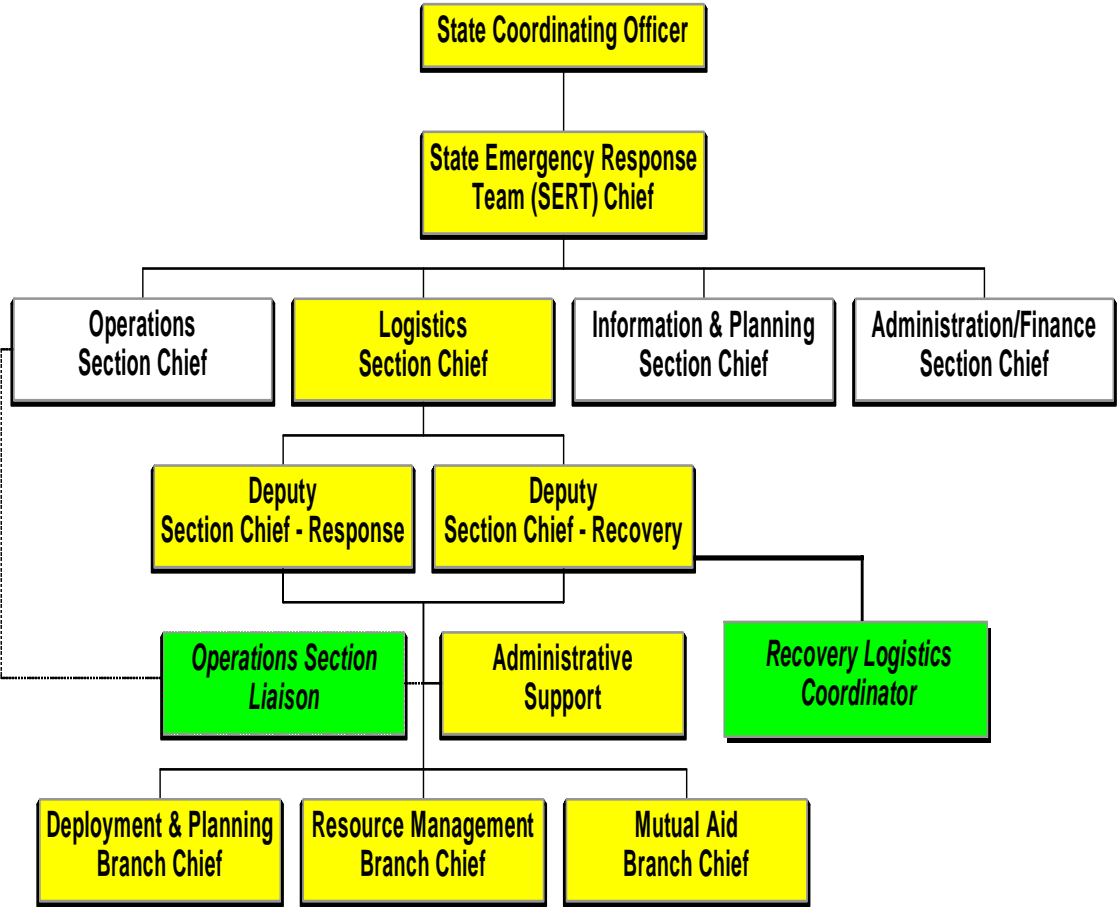 State Coordinating Officer
State Emergency Response
Team (SERT) Chief
Operations
Section Chief
Logistics
Section Chief
Information & Planning
Section Chief
Administration/Finance
Section Chief
Deputy
Section Chief - Response
Deputy
Section Chief - Recovery
Operations Section
Liaison
Administrative
Support
Recovery Logistics
Coordinator
Deployment & Planning
Branch Chief
Resource Management
Branch Chief
Mutual Aid
Branch Chief